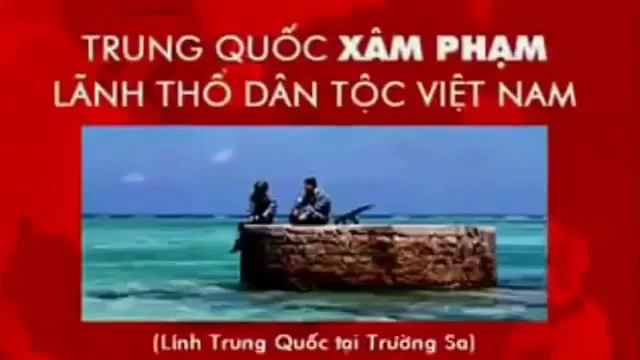 TRUNG QUỐC XÂM PHẠM
LÃNH THỔ DÂN TỘC VIỆT NAM
(Lính Trung Quốc tại Trường Sa)